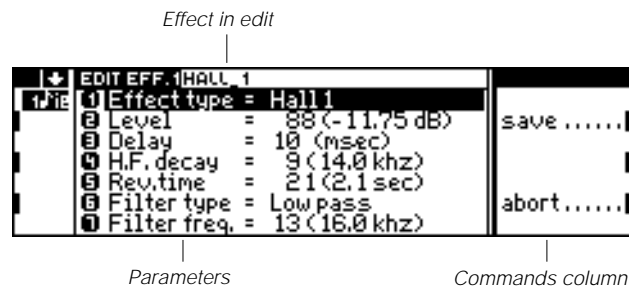 Effect in edit
EDIT EFF.1 HALL_1
1 Effect type = Hall 1
2 Level = 88 (-11.75 dB)
3 Delay = 10 (msec)
4 H.F. decay = 9 (14.0 khz)
5 Rev.time = 21 (2.1 sec)
6 Filter type = Low pass
7 Filter freq. = 13 (16.0 khz)
save ......
abort ......
Parameters
Commands column